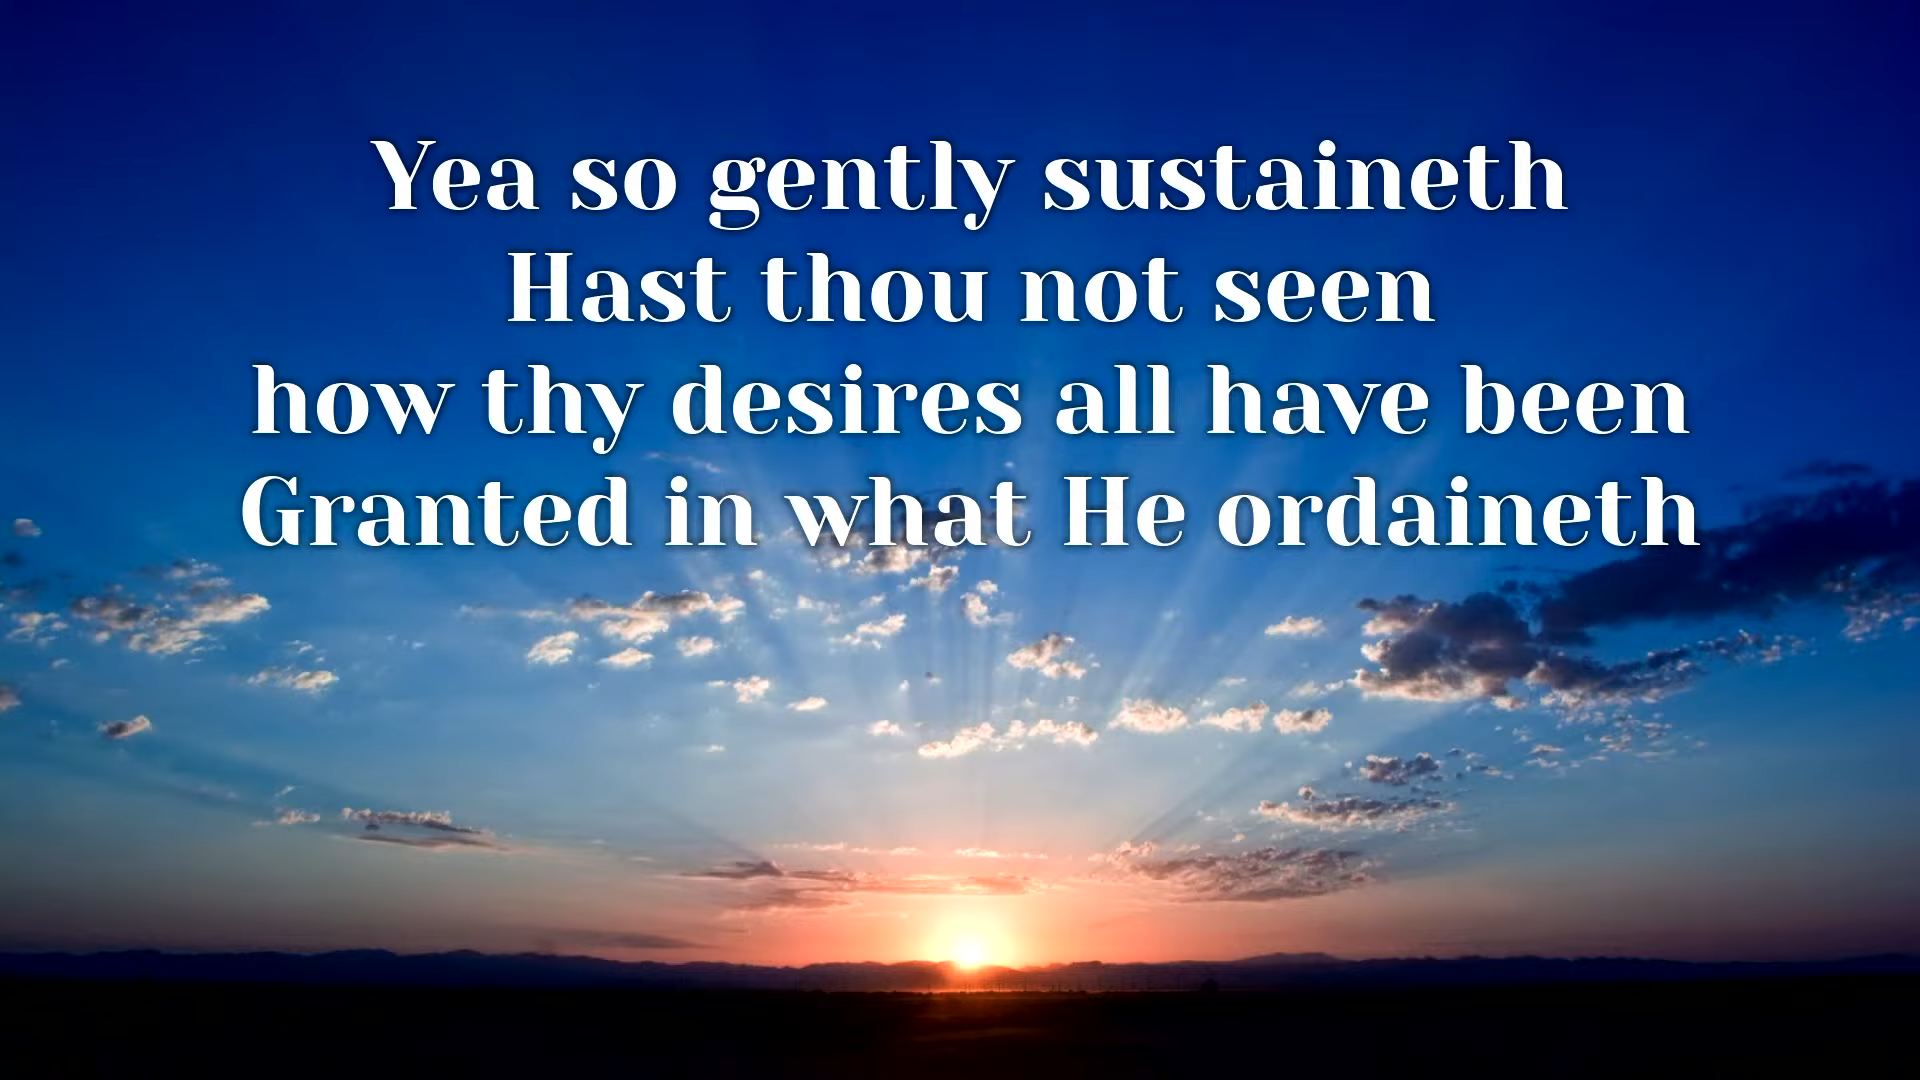 Yea so gently sustaineth
Hast thou not seen
how thy desires all have been
Granted in what He ordaineth